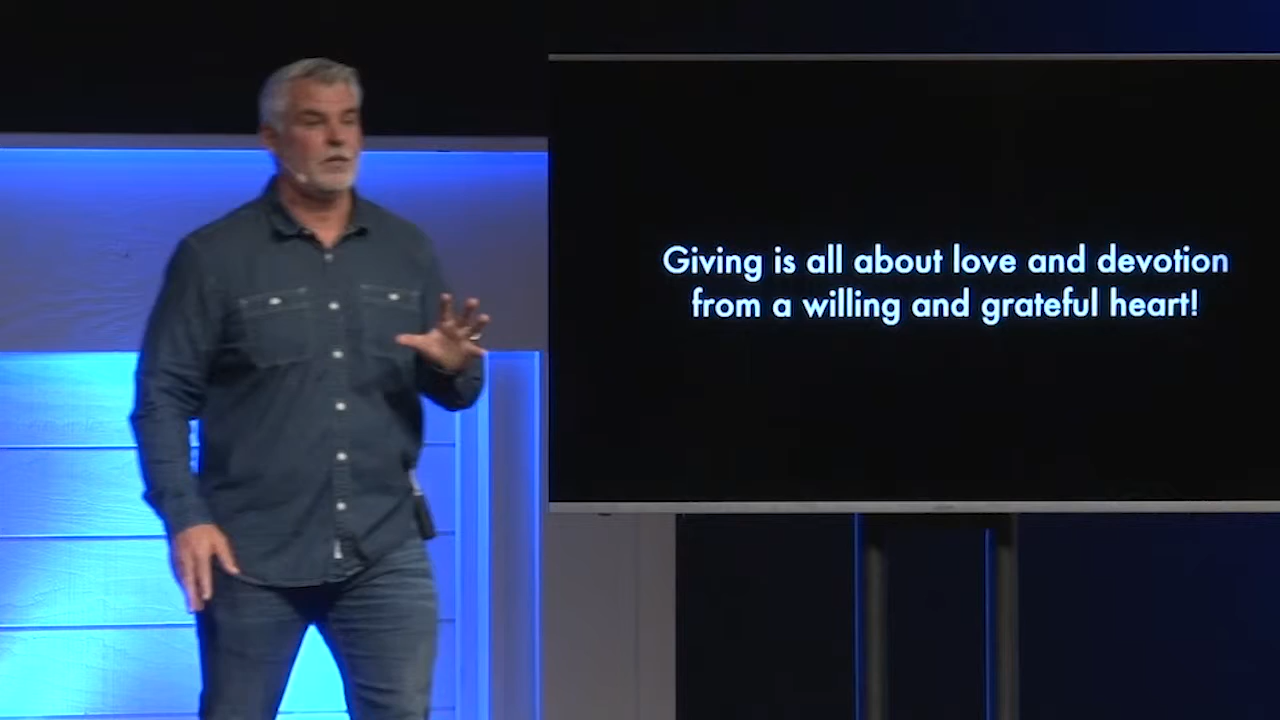 Giving is all about love and devotion
from a willing and grateful heart!